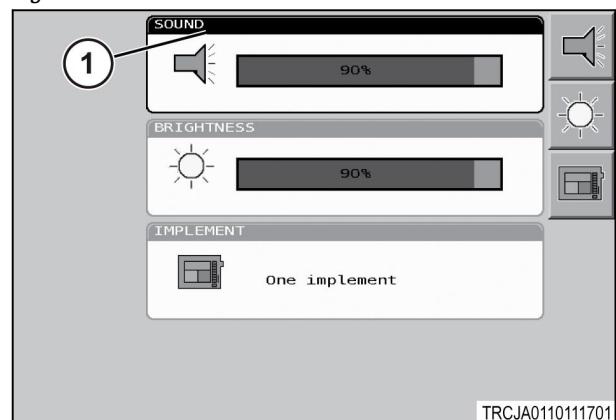 SOUND
1
90%
BRIGHTNESS
90%
IMPLEMENT
One implement
TRCJA0110111701